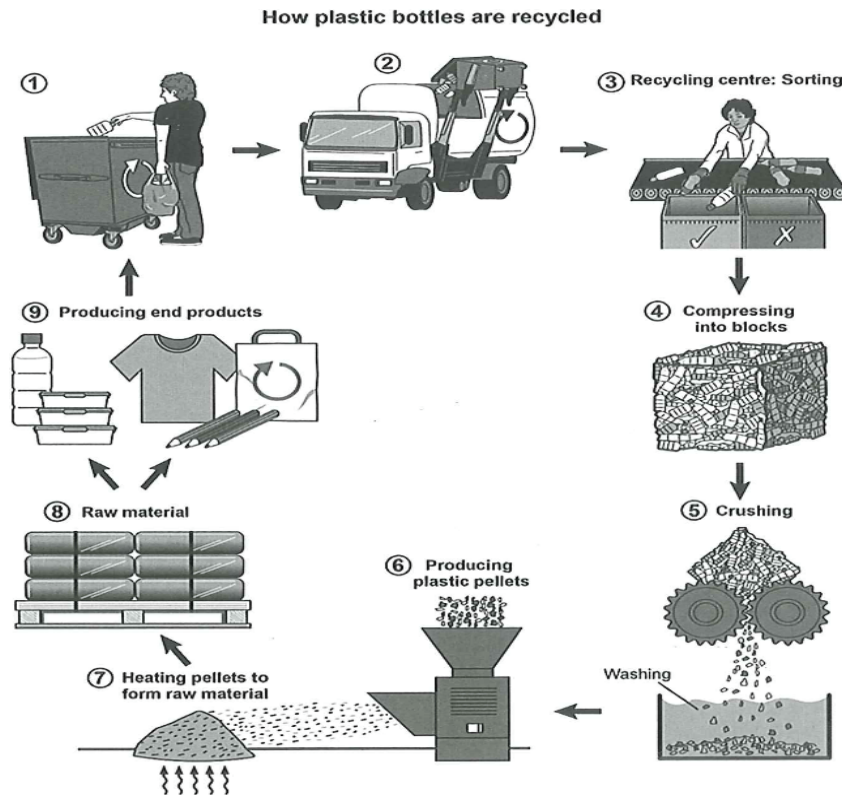 How plastic bottles are recycled
1
2
3 Recycling centre: Sorting
4 Compressing
into blocks
5 Crushing
Washing
6 Producing
plastic pellets
7 Heating pellets to
form raw material
8 Raw material
9 Producing end products